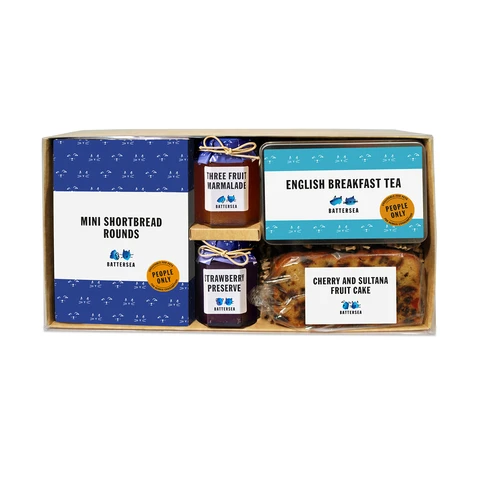 MINI SHORTBREAD
ROUNDS
BATTERSEA
PEOPLE
ONLY
THREE FRUIT
MARMALADE
BATTERSEA
STRAWBERRY
PRESERVE
BATTERSEA
ENGLISH BREAKFAST TEA
BATTERSEA
PEOPLE
ONLY
CHERRY AND SULTANA
FRUIT CAKE
BATTERSEA